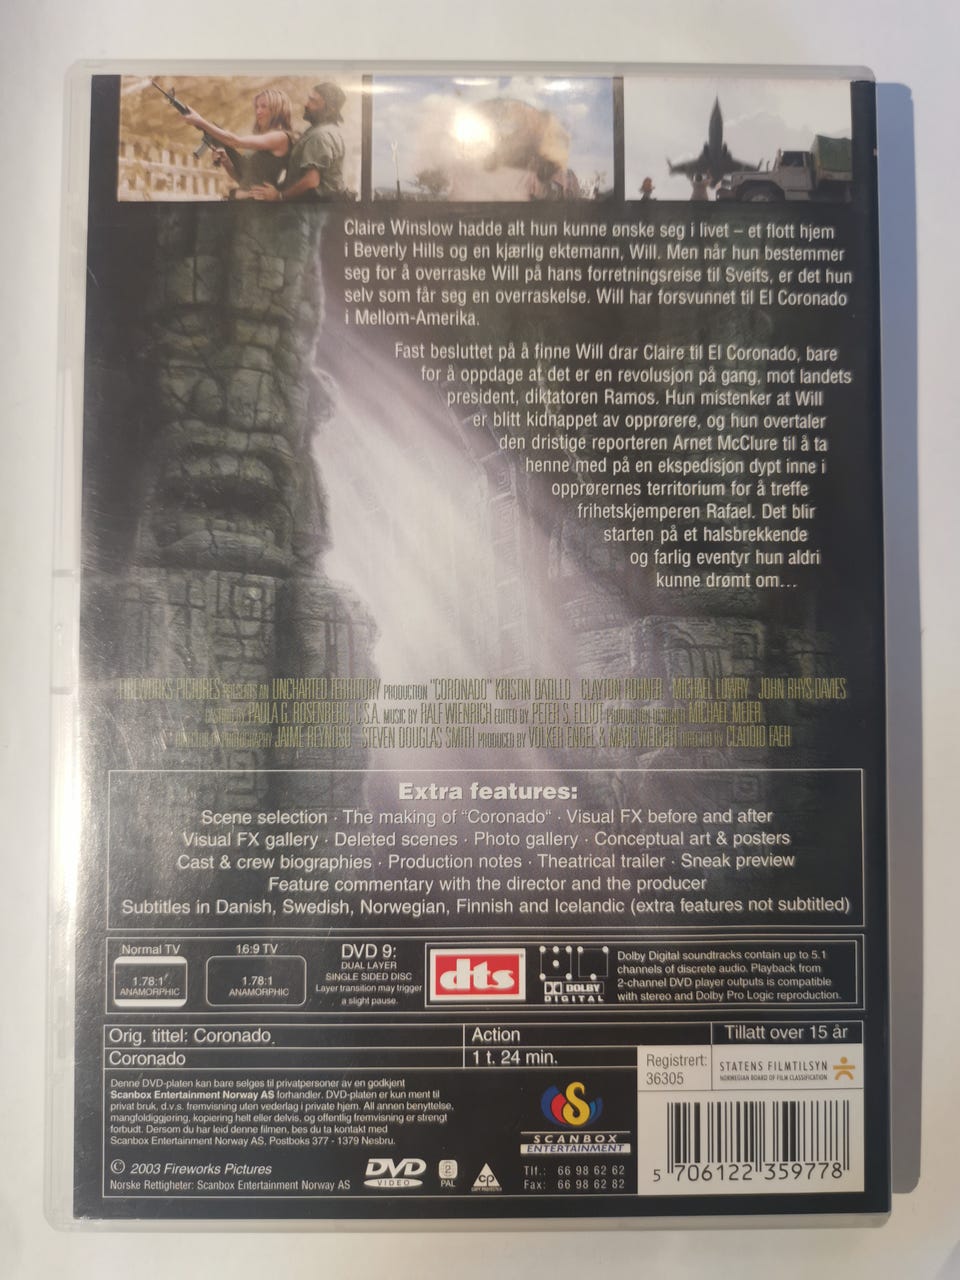 Claire Winslow hadde alt hun kunne ønske seg i livet – et flott hjem
i Beverly Hills og en kjærlig ektemann, Will. Men når hun bestemmer
seg for å overraske Will på hans forretningsreise til Sveits, er det hun
selv som får seg en overraskelse. Will har forsvunnet til El Coronado
i Mellom-Amerika.
Fast besluttet på å finne Will drar Claire til El Coronado, bare
for å oppdage at det er en revolusjon på gang, mot landets
president, diktatoren Ramos. Hun mistenker at Will
er blitt kidnappet av opprørere, og hun overtaler
den dristige reporteren Arnet McClure til å ta
henne med på en ekspedisjon dypt inne i
opprørernes territorium for å treffe
frihetskjemperen Rafael. Det blir
starten på et halsbrekkende
og farlig eventyr hun aldri
kunne drømt om...
FIREWORKS PICTURES PRESENTS AN UNCHARTED TERRITORY PRODUCTION "CORONADO" KRISTIN DATILLO CLAYTON ROHNER MICHAEL LOWRY JOHN RHYS-DAVIES
CASTING BY PAULA G. ROSENBERG, C.S.A. MUSIC BY RALF WIENRICH EDITED BY PETER S. ELLIOT PRODUCTION DESIGNER MICHAEL MEIER
DIRECTOR OF PHOTOGRAPHY JAIME REYNOSO STEVEN DOUGLAS SMITH PRODUCED BY VOLKER ENGEL & MARC WEIGERT DIRECTED BY CLAUDIO FAEH
Extra features:
Scene selection · The making of "Coronado" · Visual FX before and after
Visual FX gallery · Deleted scenes · Photo gallery · Conceptual art & posters
Cast & crew biographies · Production notes · Theatrical trailer · Sneak preview
Feature commentary with the director and the producer
Subtitles in Danish, Swedish, Norwegian, Finnish and Icelandic (extra features not subtitled)
Normal TV
1.78:1
ANAMORPHIC
16:9 TV
1.78:1
ANAMORPHIC
DVD 9:
DUAL LAYER
SINGLE SIDED DISC
Layer transition may trigger
a slight pause.
dts
DOLBY
DIGITAL
Dolby Digital soundtracks contain up to 5.1
channels of discrete audio. Playback from
2-channel DVD player outputs is compatible
with stereo and Dolby Pro Logic reproduction.
Orig. tittel: Coronado
Action
Tillatt over 15 år
Coronado
1 t. 24 min.
Registrert:
36305
STATENS FILMTILSYN
NORWEGIAN BOARD OF FILM CLASSIFICATION
Denne DVD-platen kan bare selges til privatpersoner av en godkjent
Scanbox Entertainment Norway AS forhandler. DVD-platen er kun ment til
privat bruk, d.v.s. fremvisning uten vederlag i private hjem. All annen benyttelse,
mangfoldiggjøring, kopiering helt eller delvis, og offentlig fremvisning er strengt
forbudt. Dersom du har leid denne filmen, bes du ta kontakt med
Scanbox Entertainment Norway AS, Postboks 377 - 1379 Nesbru.
© 2003 Fireworks Pictures
Norske Rettigheter: Scanbox Entertainment Norway AS
DVD
VIDEO
2
PAL
CP
COPY PROTECTED
S
SCANBOX
ENTERTAINMENT
Tlf.: 66 98 62 62
Fax: 66 98 62 82
5 706122 359778